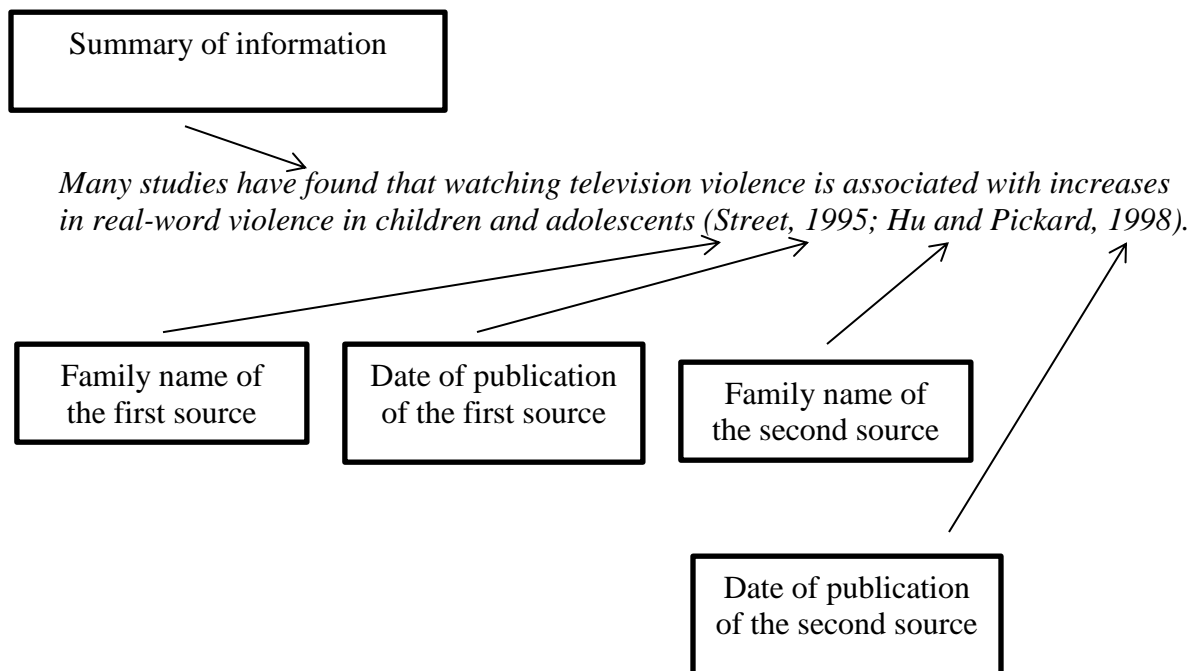 Summary of information
Many studies have found that watching television violence is associated with increases
in real-word violence in children and adolescents (Street, 1995; Hu and Pickard, 1998).
Family name of
the first source
Date of publication
of the first source
Family name of
the second source
Date of publication
of the second source